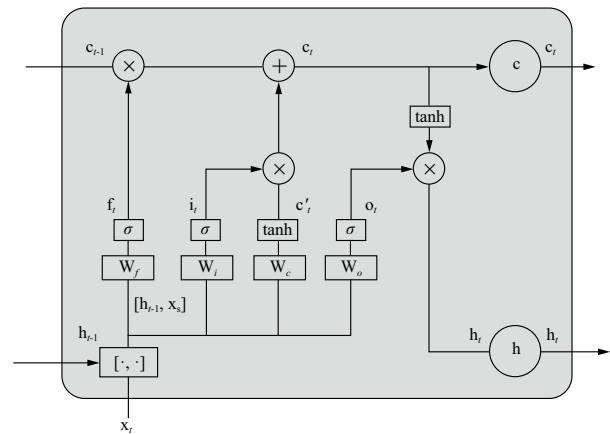 c_{t-1} × + c_t c c_t
tanh
× ×
f_t i_t c'_t o_t
σ σ tanh σ
W_f W_i W_c W_o
[h_{t-1}, x_s]
h_{t-1} h_t h h_t
[·, ·]
x_t